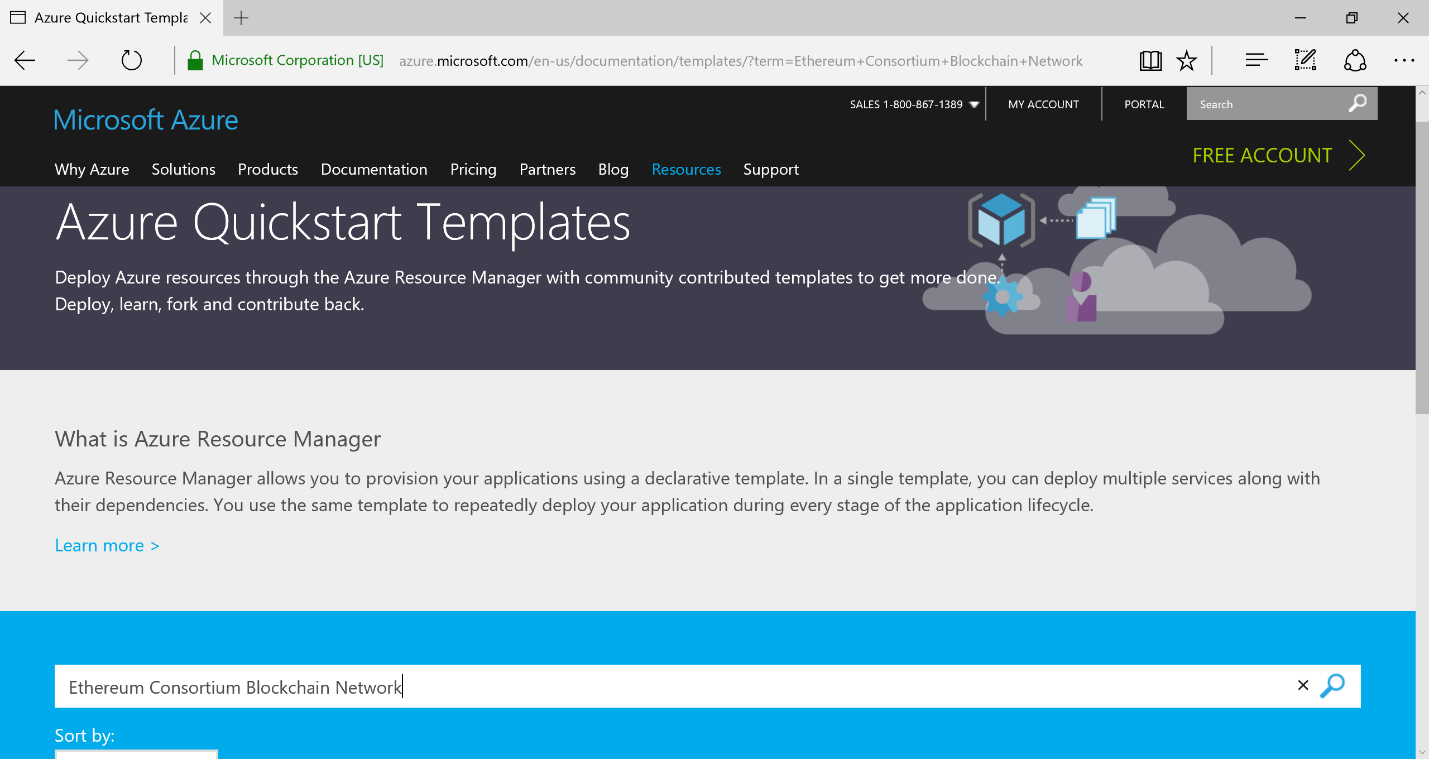 Azure Quickstart Templa
Microsoft Corporation [US]
azure.microsoft.com/en-us/documentation/templates/?term=Ethereum+Consortium+Blockchain+Network
SALES 1-800-867-1389
MY ACCOUNT
PORTAL
Search
Microsoft Azure
FREE ACCOUNT
Why Azure Solutions Products Documentation Pricing Partners Blog Resources Support
Azure Quickstart Templates
Deploy Azure resources through the Azure Resource Manager with community contributed templates to get more done.
Deploy, learn, fork and contribute back.
What is Azure Resource Manager
Azure Resource Manager allows you to provision your applications using a declarative template. In a single template, you can deploy multiple services along with
their dependencies. You use the same template to repeatedly deploy your application during every stage of the application lifecycle.
Learn more >
Ethereum Consortium Blockchain Network
Sort by: